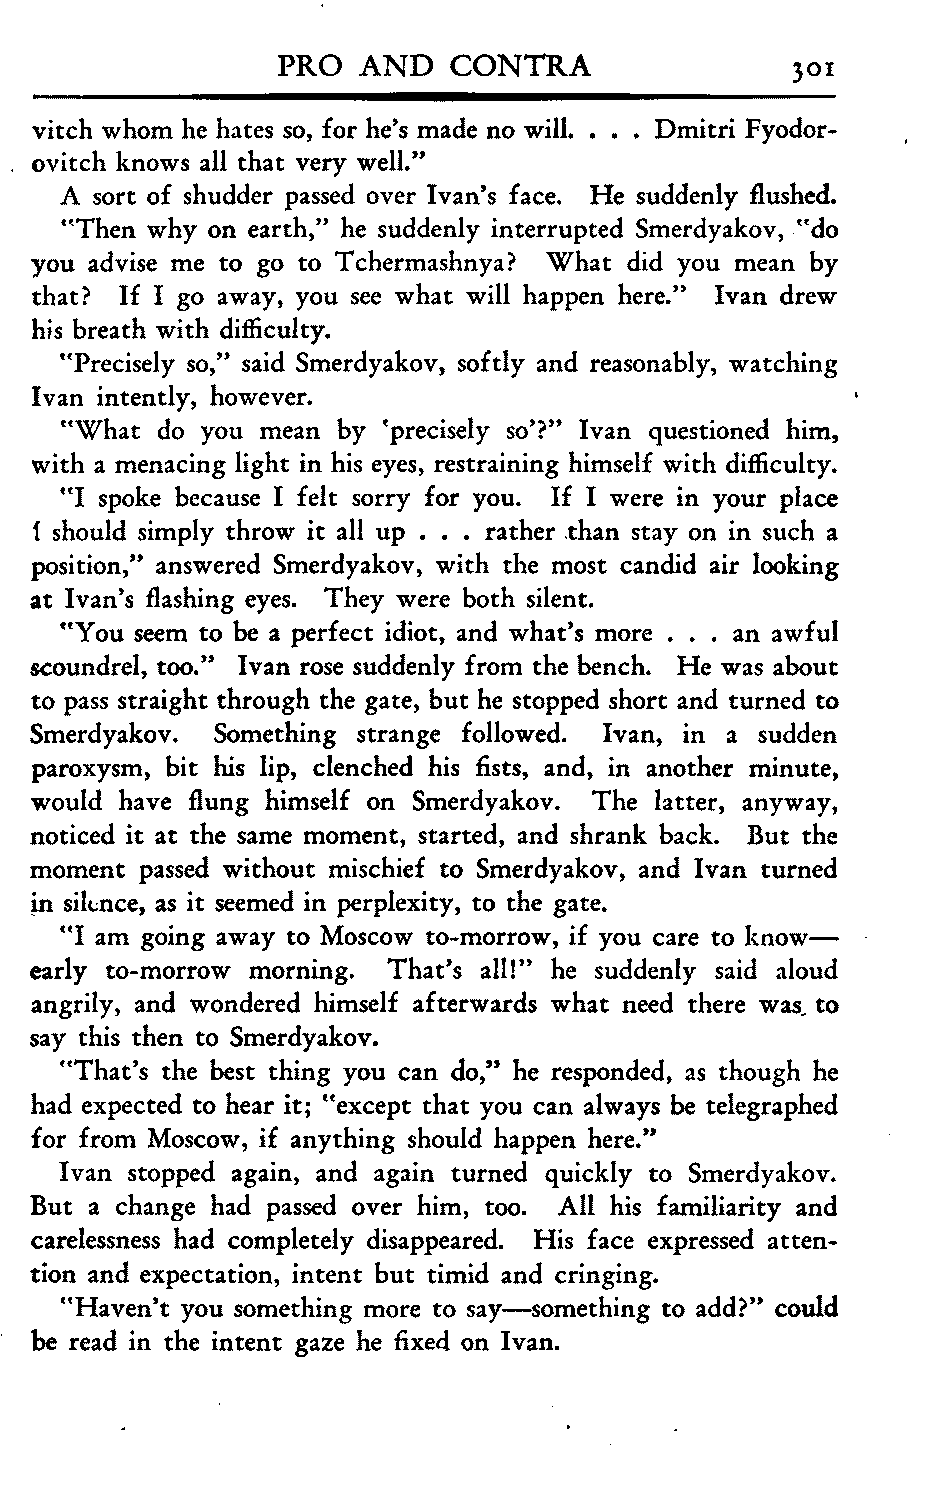 PRO AND CONTRA 301
vitch whom he hates so, for he's made no will. . . . Dmitri Fyodor-
ovitch knows all that very well."
A sort of shudder passed over Ivan's face. He suddenly flushed.
"Then why on earth," he suddenly interrupted Smerdyakov, "do
you advise me to go to Tchermashnya? What did you mean by
that? If I go away, you see what will happen here." Ivan drew
his breath with difficulty.
"Precisely so," said Smerdyakov, softly and reasonably, watching
Ivan intently, however.
"What do you mean by 'precisely so'?" Ivan questioned him,
with a menacing light in his eyes, restraining himself with difficulty.
"I spoke because I felt sorry for you. If I were in your place
I should simply throw it all up . . . rather than stay on in such a
position," answered Smerdyakov, with the most candid air looking
at Ivan's flashing eyes. They were both silent.
"You seem to be a perfect idiot, and what's more . . . an awful
scoundrel, too." Ivan rose suddenly from the bench. He was about
to pass straight through the gate, but he stopped short and turned to
Smerdyakov. Something strange followed. Ivan, in a sudden
paroxysm, bit his lip, clenched his fists, and, in another minute,
would have flung himself on Smerdyakov. The latter, anyway,
noticed it at the same moment, started, and shrank back. But the
moment passed without mischief to Smerdyakov, and Ivan turned
in silence, as it seemed in perplexity, to the gate.
"I am going away to Moscow to-morrow, if you care to know—
early to-morrow morning. That's all!" he suddenly said aloud
angrily, and wondered himself afterwards what need there was to
say this then to Smerdyakov.
"That's the best thing you can do," he responded, as though he
had expected to hear it; "except that you can always be telegraphed
for from Moscow, if anything should happen here."
Ivan stopped again, and again turned quickly to Smerdyakov.
But a change had passed over him, too. All his familiarity and
carelessness had completely disappeared. His face expressed atten-
tion and expectation, intent but timid and cringing.
"Haven't you something more to say—something to add?" could
be read in the intent gaze he fixed on Ivan.